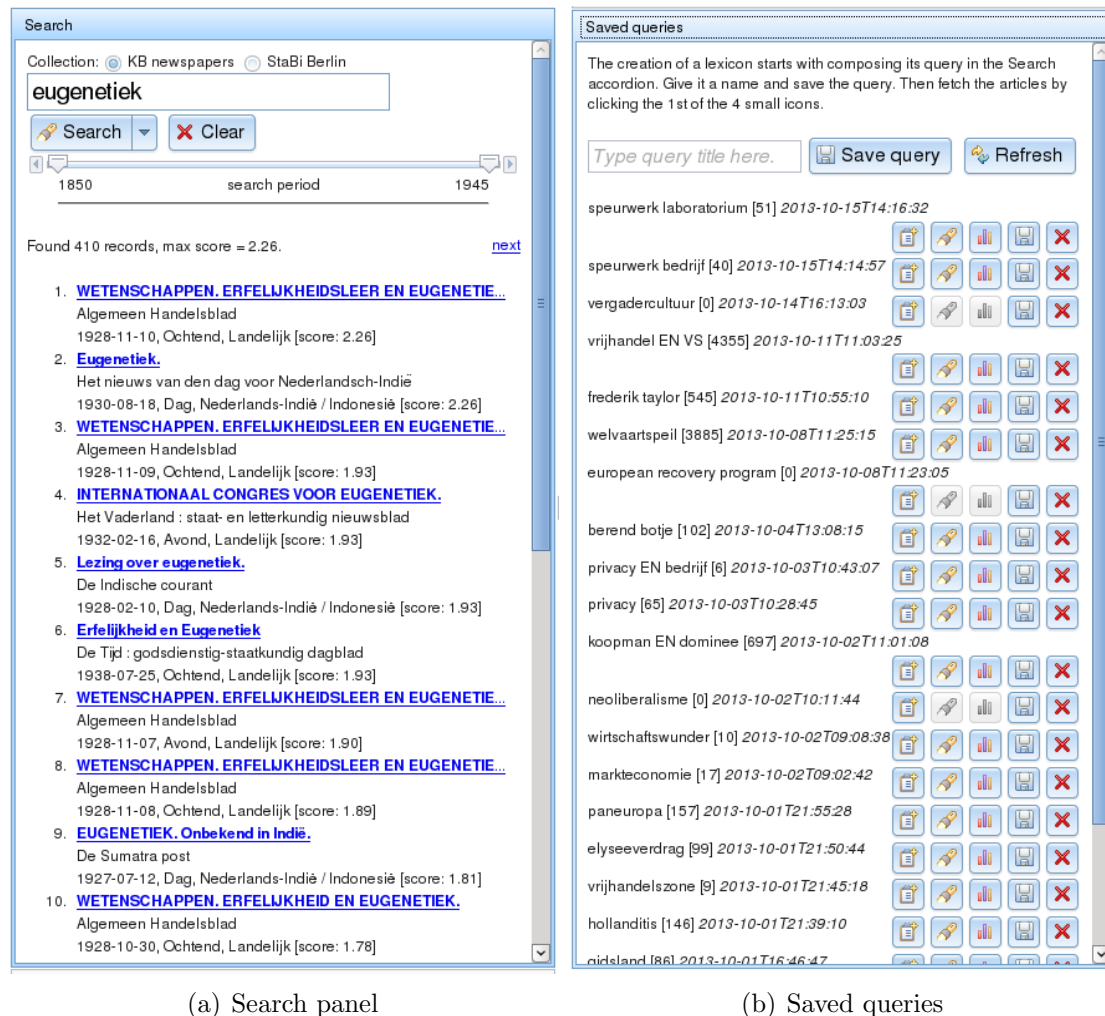 Search
Collection: KB newspapers StaBi Berlin
eugenetiek
Search Clear
1850 search period 1945
Found 410 records, max score = 2.26. next
1. WETENSCHAPPEN. ERFELIJKHEIDSLEER EN EUGENETIE...
Algemeen Handelsblad
1928-11-10, Ochtend, Landelijk [score: 2.26]
2. Eugenetiek.
Het nieuws van den dag voor Nederlandsch-Indië
1930-08-18, Dag, Nederlands-Indië / Indonesië [score: 2.26]
3. WETENSCHAPPEN. ERFELIJKHEIDSLEER EN EUGENETIE...
Algemeen Handelsblad
1928-11-09, Ochtend, Landelijk [score: 1.93]
4. INTERNATIONAAL CONGRES VOOR EUGENETIEK.
Het Vaderland : staat- en letterkundig nieuwsblad
1932-02-16, Avond, Landelijk [score: 1.93]
5. Lezing over eugenetiek.
De Indische courant
1928-02-10, Dag, Nederlands-Indië / Indonesië [score: 1.93]
6. Erfelijkheid en Eugenetiek
De Tijd : godsdienstig-staatkundig dagblad
1938-07-25, Ochtend, Landelijk [score: 1.93]
7. WETENSCHAPPEN. ERFELIJKHEIDSLEER EN EUGENETIE...
Algemeen Handelsblad
1928-11-07, Avond, Landelijk [score: 1.90]
8. WETENSCHAPPEN. ERFELIJKHEIDSLEER EN EUGENETIE...
Algemeen Handelsblad
1928-11-08, Ochtend, Landelijk [score: 1.89]
9. EUGENETIEK. Onbekend in Indië.
De Sumatra post
1927-07-12, Dag, Nederlands-Indië / Indonesië [score: 1.81]
10. WETENSCHAPPEN. ERFELIJKHEID EN EUGENETIEK.
Algemeen Handelsblad
1928-10-30, Ochtend, Landelijk [score: 1.78]
(a) Search panel
Saved queries
The creation of a lexicon starts with composing its query in the Search
accordion. Give it a name and save the query. Then fetch the articles by
clicking the 1st of the 4 small icons.
Type query title here. Save query Refresh
speurwerk laboratorium [51] 2013-10-15T14:16:32
speurwerk bedrijf [40] 2013-10-15T14:14:57
vergadercultuur [0] 2013-10-14T16:13:03
vrijhandel EN VS [4355] 2013-10-11T11:03:25
frederik taylor [545] 2013-10-11T10:55:10
welvaartspeil [3885] 2013-10-08T11:25:15
european recovery program [0] 2013-10-08T11:23:05
berend botje [102] 2013-10-04T13:08:15
privacy EN bedrijf [6] 2013-10-03T10:43:07
privacy [65] 2013-10-03T10:28:45
koopman EN dominee [697] 2013-10-02T11:01:08
neoliberalisme [0] 2013-10-02T10:11:44
wirtschaftswunder [10] 2013-10-02T09:08:38
markteconomie [17] 2013-10-02T09:02:42
paneuropa [157] 2013-10-01T21:55:28
elyseeverdrag [99] 2013-10-01T21:50:44
vrijhandelszone [9] 2013-10-01T21:45:18
hollanditis [146] 2013-10-01T21:39:10
gidsland [86] 2013-10-01T16:46:47
(b) Saved queries